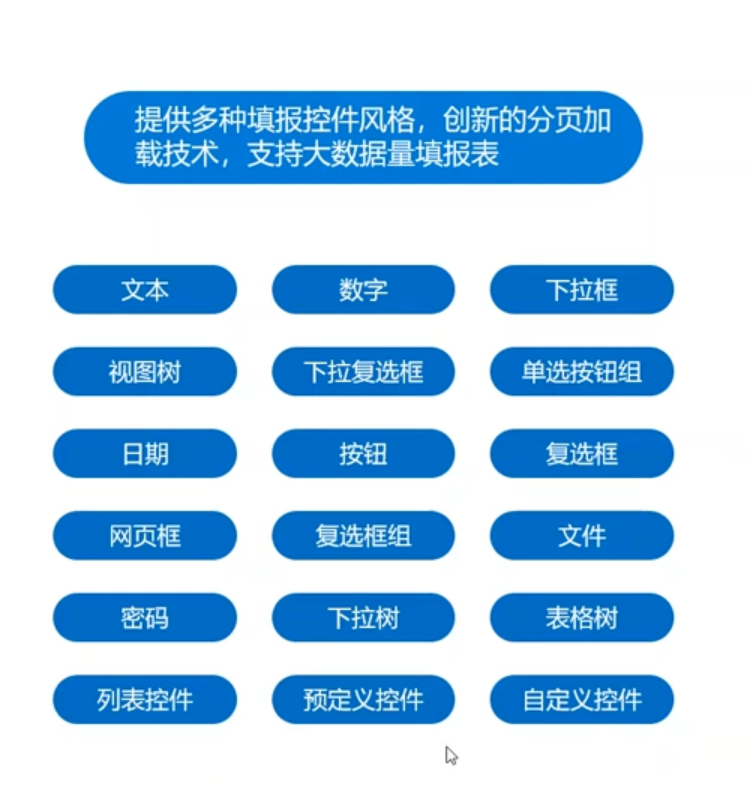 提供多种填报控件风格，创新的分页加
载技术，支持大数据量填报表
文本 数字 下拉框
视图树 下拉复选框 单选按钮组
日期 按钮 复选框
网页框 复选框组 文件
密码 下拉树 表格树
列表控件 预定义控件 自定义控件